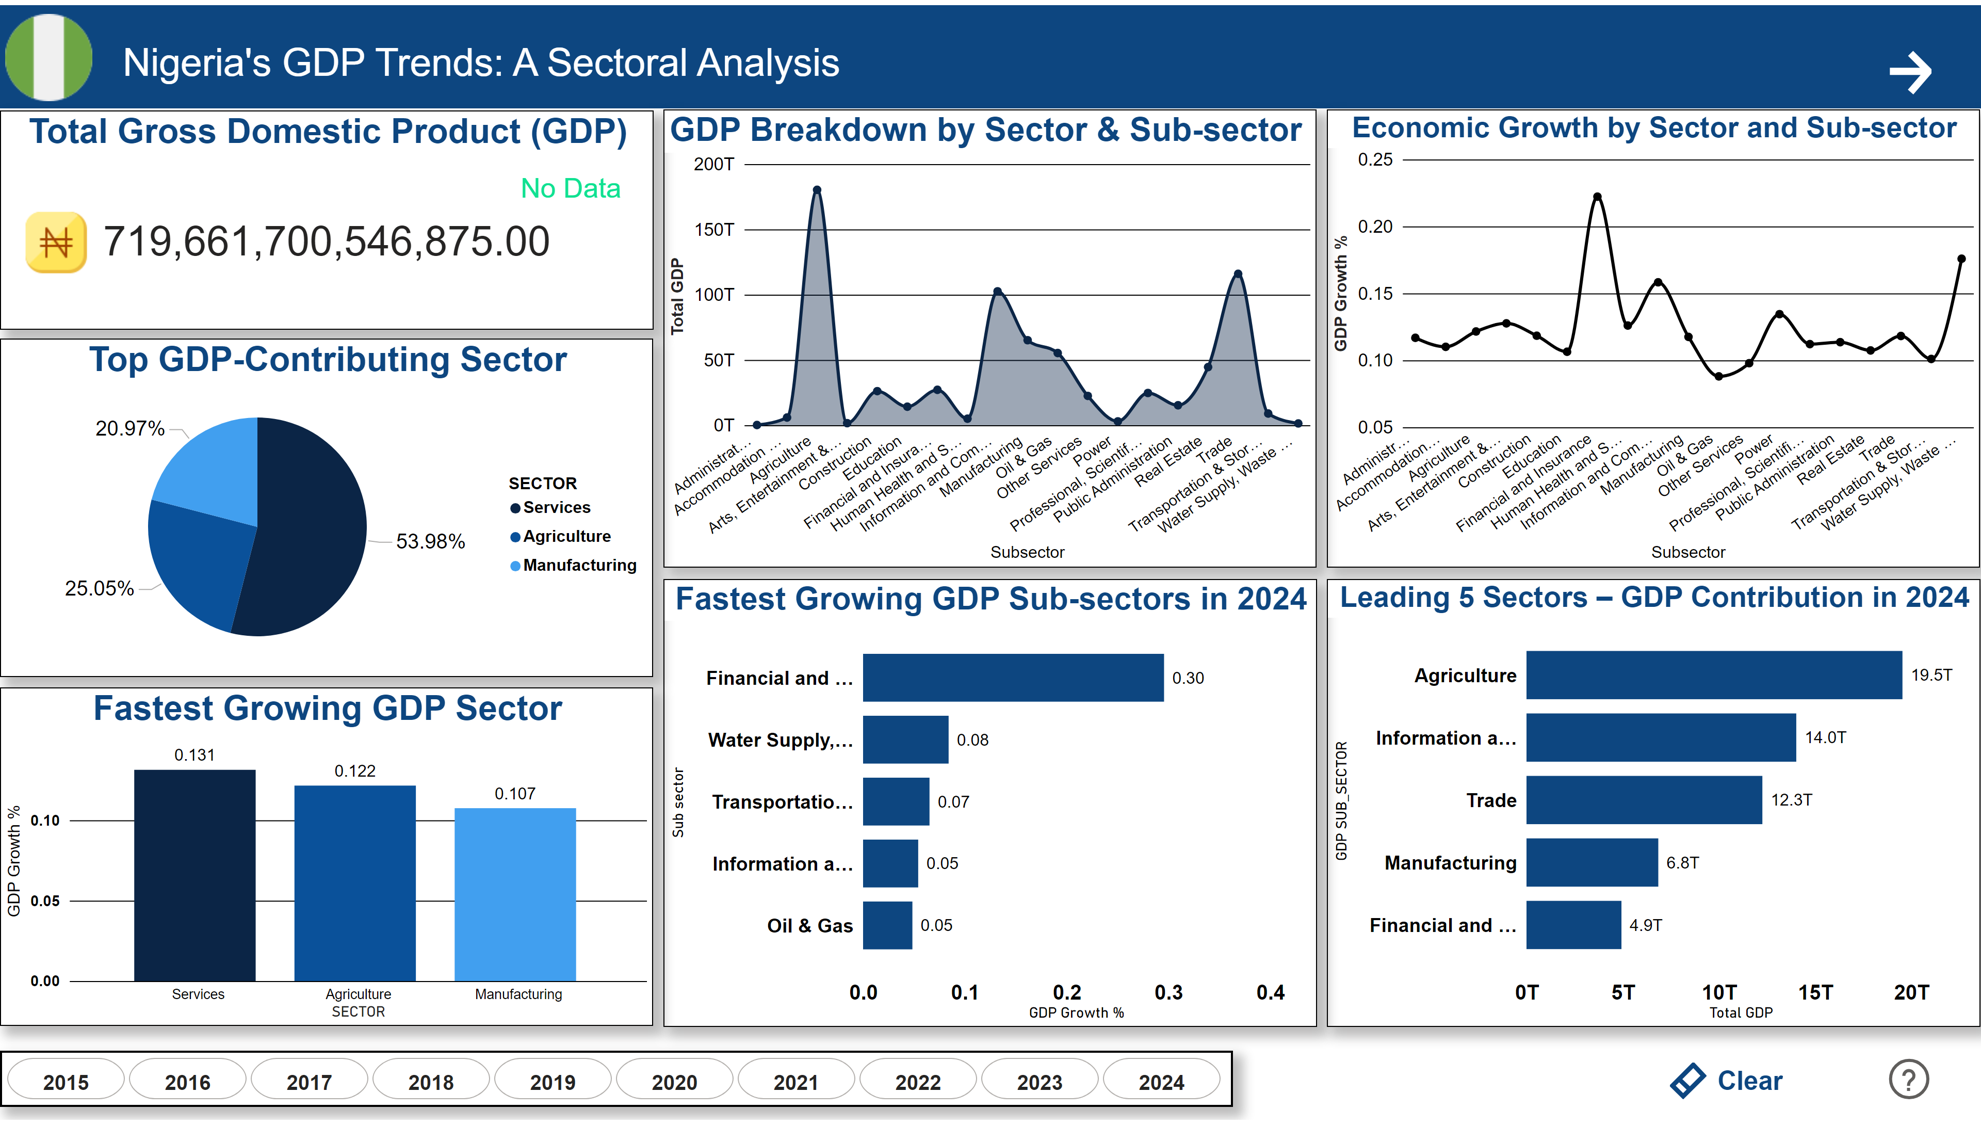 Nigeria's GDP Trends: A Sectoral Analysis
Total Gross Domestic Product (GDP)
No Data
₦ 719,661,700,546,875.00
Top GDP-Contributing Sector
20.97%
53.98%
25.05%
SECTOR
Services
Agriculture
Manufacturing
Fastest Growing GDP Sector
GDP Growth %
0.131
0.122
0.107
0.10
0.05
0.00
Services
Agriculture
Manufacturing
SECTOR
GDP Breakdown by Sector & Sub-sector
Total GDP
200T
150T
100T
50T
0T
Administrat...
Accommodation ...
Agriculture
Arts, Entertainment &...
Construction
Education
Financial and Insura...
Human Health and S...
Information and Com...
Manufacturing
Oil & Gas
Other Services
Power
Professional, Scientif...
Public Administration
Real Estate
Trade
Transportation & Stor...
Water Supply, Waste ...
Subsector
Economic Growth by Sector and Sub-sector
GDP Growth %
0.25
0.20
0.15
0.10
0.05
Administr...
Accommodation...
Agriculture
Arts, Entertainment &...
Construction
Education
Financial and Insurance
Human Health and S...
Information and Com...
Manufacturing
Oil & Gas
Other Services
Power
Professional, Scientifi...
Public Administration
Real Estate
Trade
Transportation & Stor...
Water Supply, Waste ...
Subsector
Fastest Growing GDP Sub-sectors in 2024
Sub sector
Financial and ... 0.30
Water Supply,... 0.08
Transportatio... 0.07
Information a... 0.05
Oil & Gas 0.05
0.0 0.1 0.2 0.3 0.4
GDP Growth %
Leading 5 Sectors – GDP Contribution in 2024
GDP SUB_SECTOR
Agriculture 19.5T
Information a... 14.0T
Trade 12.3T
Manufacturing 6.8T
Financial and ... 4.9T
0T 5T 10T 15T 20T
Total GDP
2015 2016 2017 2018 2019 2020 2021 2022 2023 2024
Clear
?